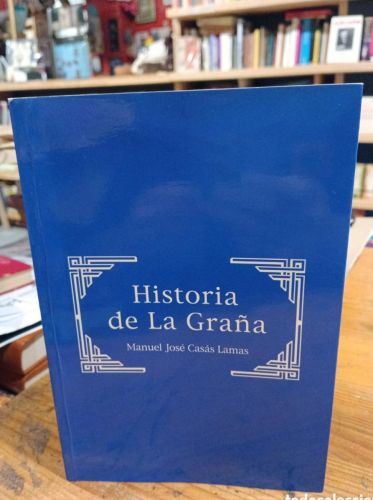 Historia
de La Graña
Manuel José Casás Lamas